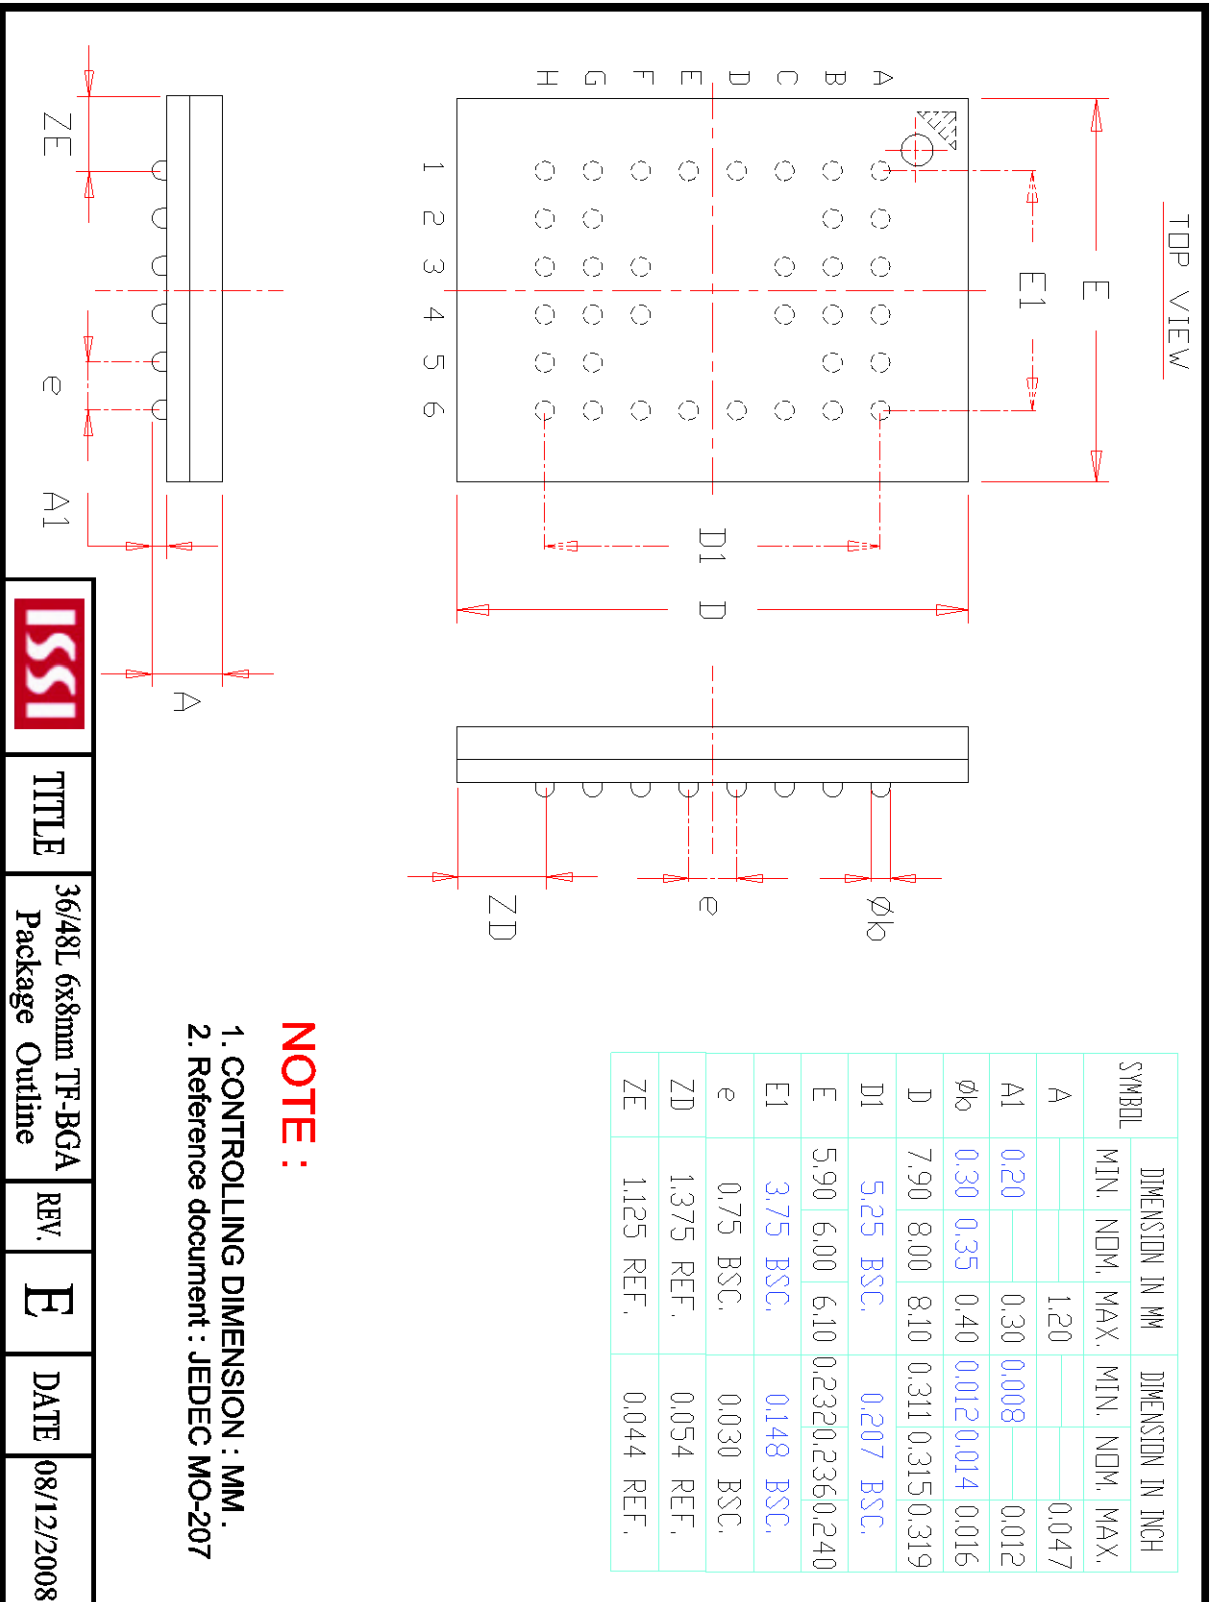 TOP VIEW
E
E1
A
B
C
D
E
F
G
H
1
2
3
4
5
6
D1
D
ZE
e
A1
A
Øb
e
ZD
SYMBOL DIMENSION IN MM DIMENSION IN INCH
MIN. NOM. MAX. MIN. NOM. MAX.
A 1.20 0.047
A1 0.20 0.30 0.008 0.012
Øb 0.30 0.35 0.40 0.012 0.014 0.016
D 7.90 8.00 8.10 0.311 0.315 0.319
D1 5.25 BSC. 0.207 BSC.
E 5.90 6.00 6.10 0.232 0.236 0.240
E1 3.75 BSC. 0.148 BSC.
e 0.75 BSC. 0.030 BSC.
ZD 1.375 REF. 0.054 REF.
ZE 1.125 REF. 0.044 REF.
NOTE :
1. CONTROLLING DIMENSION : MM .
2. Reference document : JEDEC MO-207
ISSI
TITLE
36/48L 6x8mm TF-BGA
Package Outline
REV.
E
DATE
08/12/2008